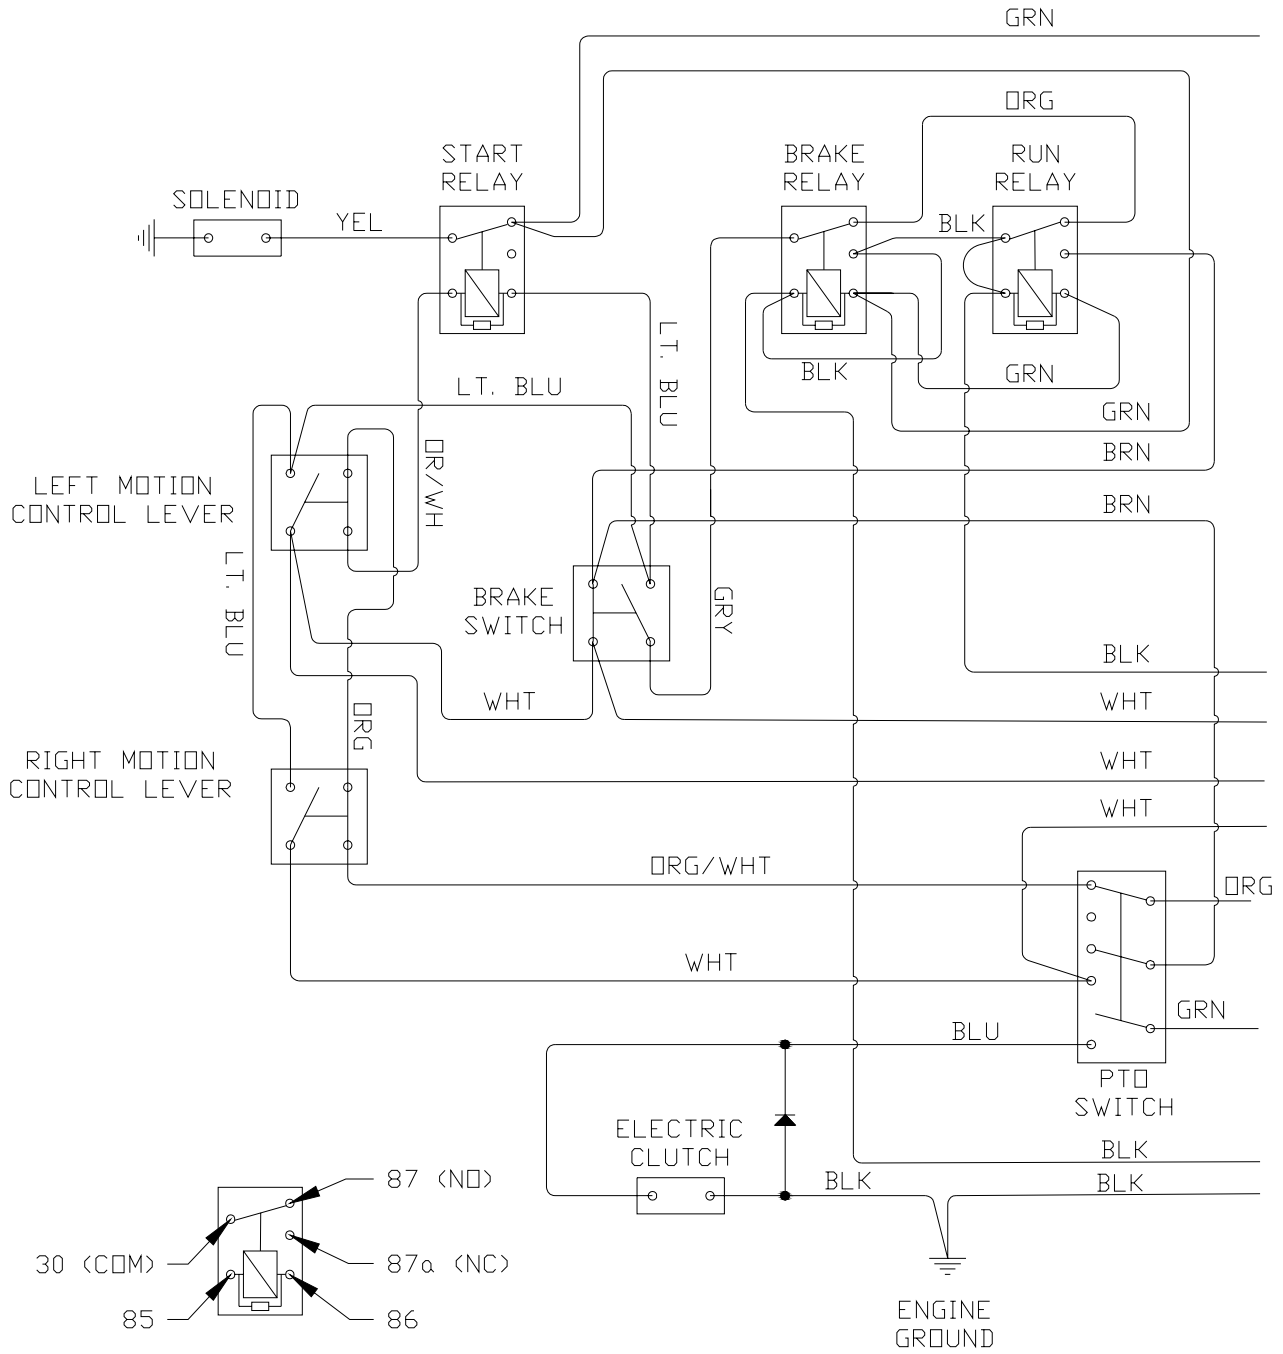 GRN
ORG
START
RELAY
BRAKE
RELAY
RUN
RELAY
SOLENOID
YEL
BLK
LT. BLU
BLK
GRN
LT. BLU
GRN
OR/WH
BRN
LEFT MOTION
CONTROL LEVER
BRN
LT. BLU
BRAKE
SWITCH
GRY
BLK
WHT
WHT
ORG
RIGHT MOTION
CONTROL LEVER
WHT
WHT
ORG/WHT
ORG
WHT
GRN
BLU
PTO
SWITCH
ELECTRIC
CLUTCH
BLK
BLK
BLK
87 (NO)
30 (COM)
87a (NC)
85
86
ENGINE
GROUND